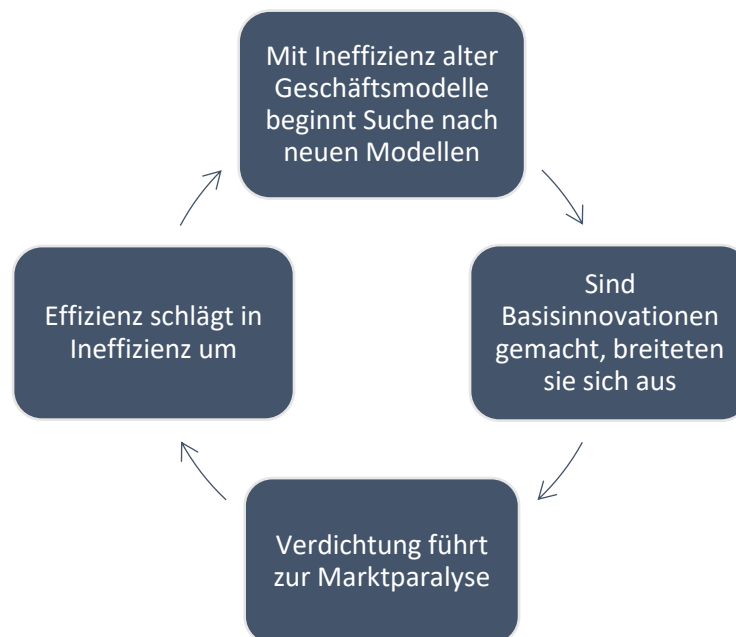 Mit Ineffizienz alter
Geschäftsmodelle
beginnt Suche nach
neuen Modellen
Sind
Basisinnovationen
gemacht, breiteten
sie sich aus
Verdichtung führt
zur Marktparalyse
Effizienz schlägt in
Ineffizienz um